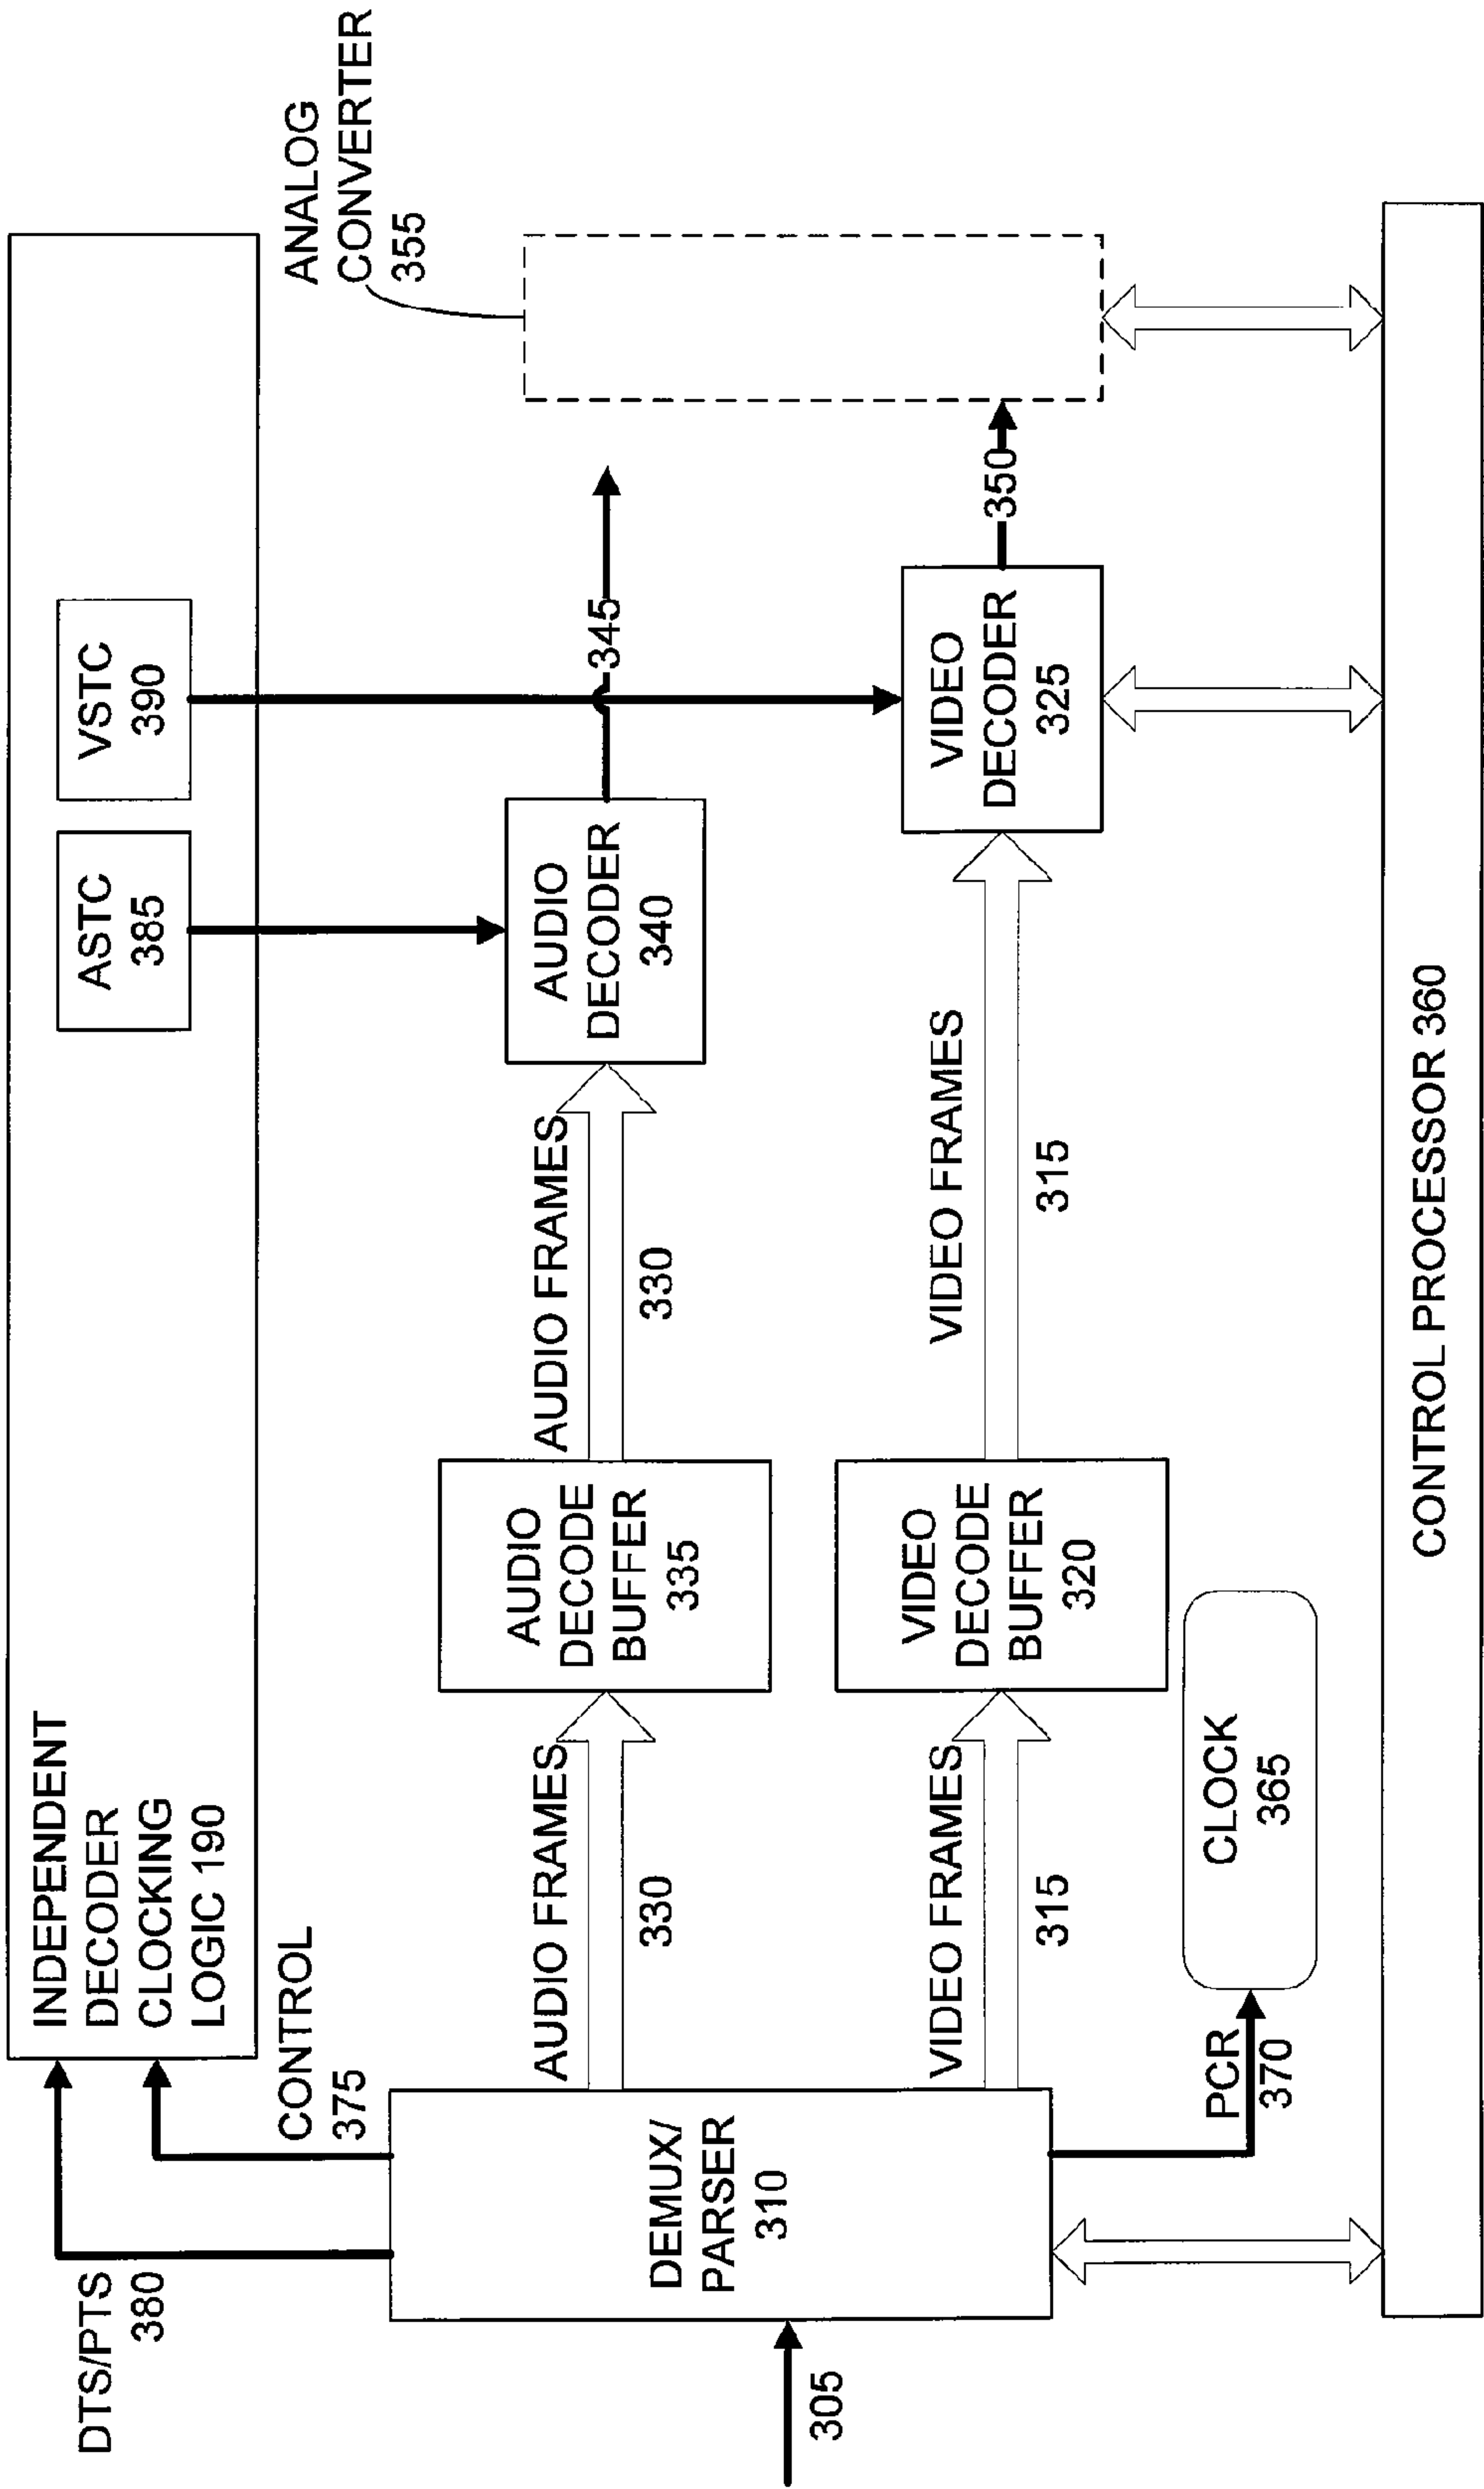 DTS/PTS
380
INDEPENDENT
DECODER
CLOCKING
LOGIC 190
ASTC
385
VSTC
390
CONTROL
375
ANALOG
CONVERTER
355
305
DEMUX/
PARSER
310
AUDIO FRAMES
330
AUDIO
DECODE
BUFFER
335
AUDIO FRAMES
330
AUDIO
DECODER
340
345
VIDEO FRAMES
315
VIDEO
DECODE
BUFFER
320
VIDEO FRAMES
315
VIDEO
DECODER
325
350
PCR
370
CLOCK
365
CONTROL PROCESSOR 360